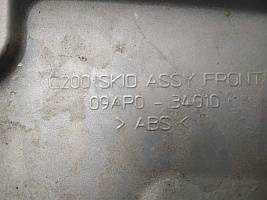 C200 SKID ASSY FRONT
09AP0 - 34010
> ABS <